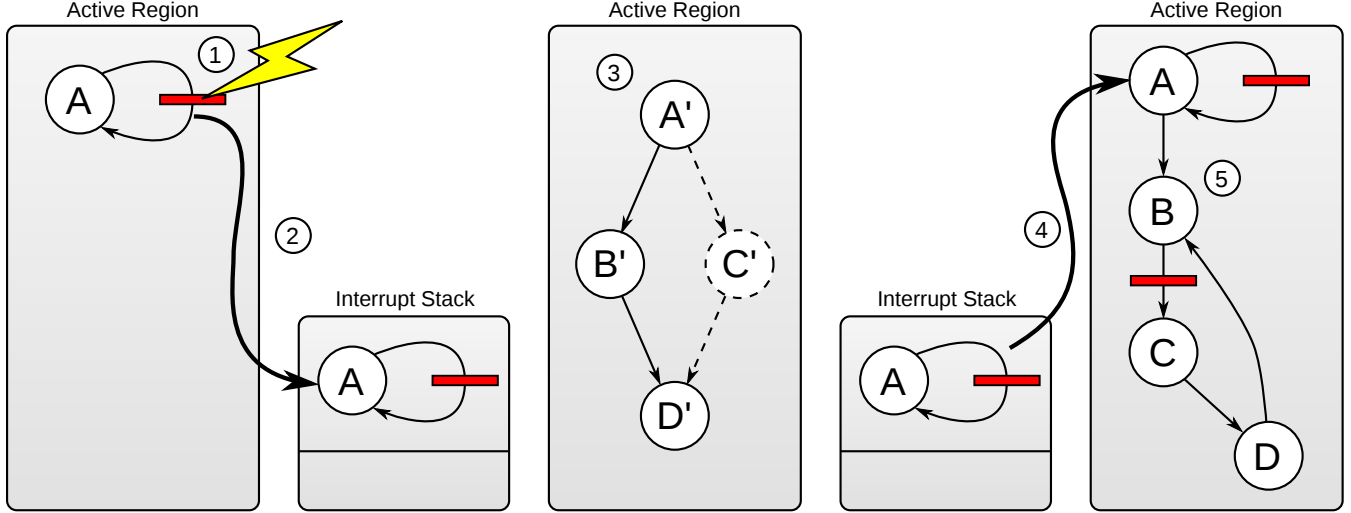 Active Region
1
A
2
Interrupt Stack
A
Active Region
3
A'
B'
C'
D'
Interrupt Stack
A
4
Active Region
A
5
B
C
D